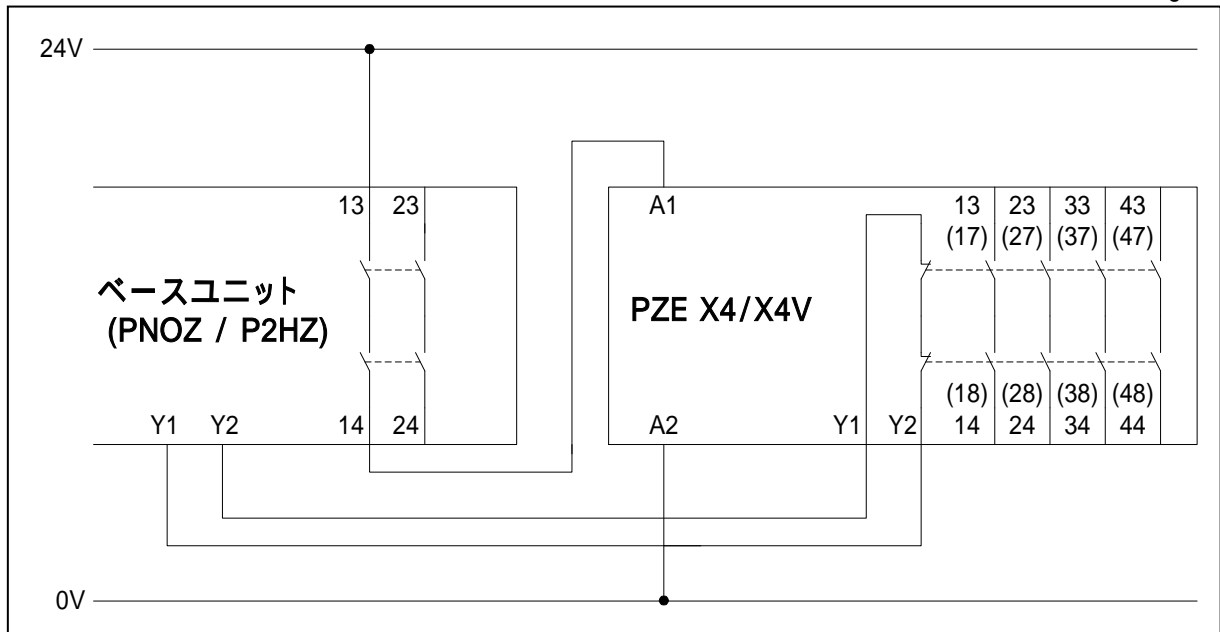 24V
13 23
A1
13 23 33 43
(17) (27) (37) (47)
ベースユニット
(PNOZ / P2HZ)
PZE X4/X4V
(18) (28) (38) (48)
Y1 Y2 14 24
A2 Y1 Y2 14 24 34 44
0V